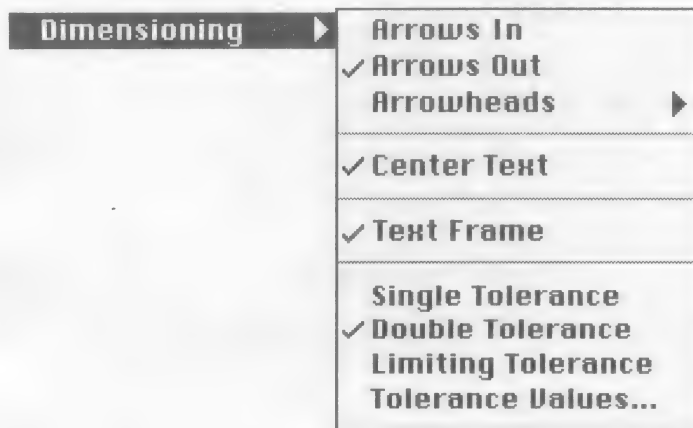 Dimensioning
Arrows In
Arrows Out
Arrowheads
Center Text
Text Frame
Single Tolerance
Double Tolerance
Limiting Tolerance
Tolerance Values...